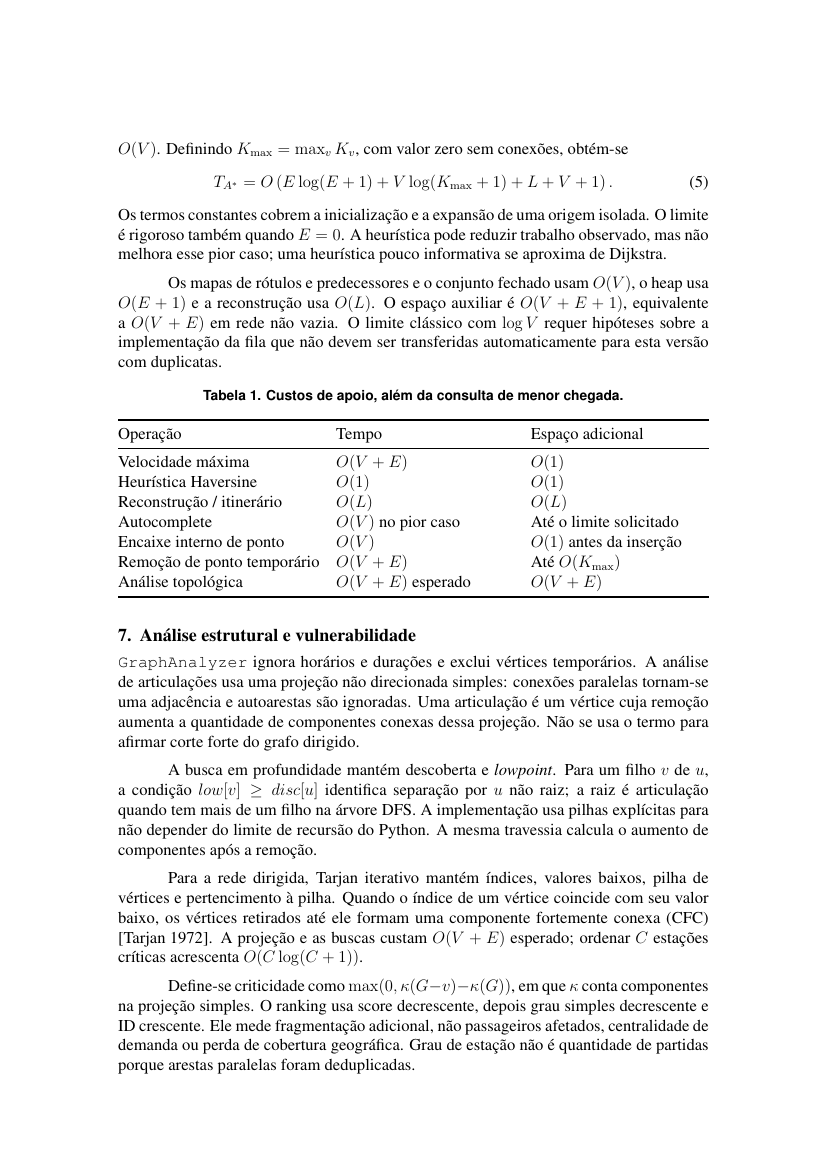 O(V). Definindo Kmax = maxv Kv, com valor zero sem conexões, obtém-se
TA* = O (E log(E + 1) + V log(Kmax + 1) + L + V + 1) . (5)
Os termos constantes cobrem a inicialização e a expansão de uma origem isolada. O limite
é rigoroso também quando E = 0. A heurística pode reduzir trabalho observado, mas não
melhora esse pior caso; uma heurística pouco informativa se aproxima de Dijkstra.
Os mapas de rótulos e predecessores e o conjunto fechado usam O(V), o heap usa
O(E + 1) e a reconstrução usa O(L). O espaço auxiliar é O(V + E + 1), equivalente
a O(V + E) em rede não vazia. O limite clássico com log V requer hipóteses sobre a
implementação da fila que não devem ser transferidas automaticamente para esta versão
com duplicatas.
Tabela 1. Custos de apoio, além da consulta de menor chegada.
Operação Tempo Espaço adicional
Velocidade máxima O(V + E) O(1)
Heurística Haversine O(1) O(1)
Reconstrução / itinerário O(L) O(L)
Autocomplete O(V) no pior caso Até o limite solicitado
Encaixe interno de ponto O(V) O(1) antes da inserção
Remoção de ponto temporário O(V + E) Até O(Kmax)
Análise topológica O(V + E) esperado O(V + E)
7. Análise estrutural e vulnerabilidade
GraphAnalyzer ignora horários e durações e exclui vértices temporários. A análise
de articulações usa uma projeção não direcionada simples: conexões paralelas tornam-se
uma adjacência e autoarestas são ignoradas. Uma articulação é um vértice cuja remoção
aumenta a quantidade de componentes conexas dessa projeção. Não se usa o termo para
afirmar corte forte do grafo dirigido.
A busca em profundidade mantém descoberta e lowpoint. Para um filho v de u,
a condição low[v] ≥ disc[u] identifica separação por u não raiz; a raiz é articulação
quando tem mais de um filho na árvore DFS. A implementação usa pilhas explícitas para
não depender do limite de recursão do Python. A mesma travessia calcula o aumento de
componentes após a remoção.
Para a rede dirigida, Tarjan iterativo mantém índices, valores baixos, pilha de
vértices e pertencimento à pilha. Quando o índice de um vértice coincide com seu valor
baixo, os vértices retirados até ele formam uma componente fortemente conexa (CFC)
[Tarjan 1972]. A projeção e as buscas custam O(V + E) esperado; ordenar C estações
críticas acrescenta O(C log(C + 1)).
Define-se criticidade como max(0, κ(G−v)−κ(G)), em que κ conta componentes
na projeção simples. O ranking usa score decrescente, depois grau simples decrescente e
ID crescente. Ele mede fragmentação adicional, não passageiros afetados, centralidade de
demanda ou perda de cobertura geográfica. Grau de estação não é quantidade de partidas
porque arestas paralelas foram deduplicadas.